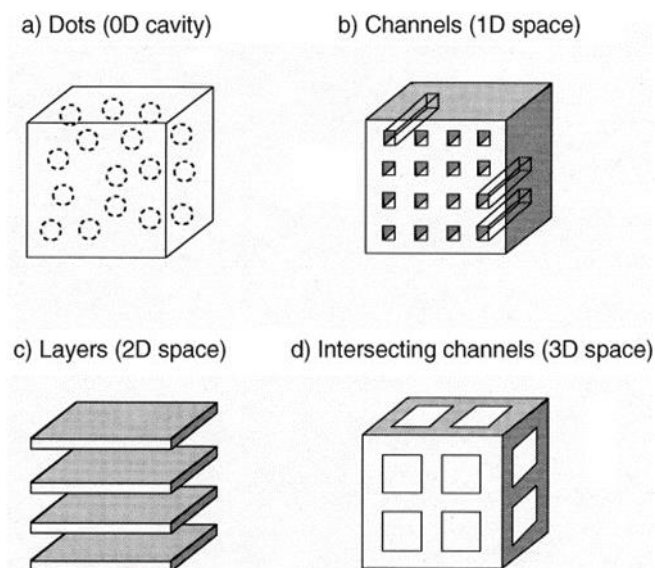 a) Dots (0D cavity)
b) Channels (1D space)
c) Layers (2D space)
d) Intersecting channels (3D space)